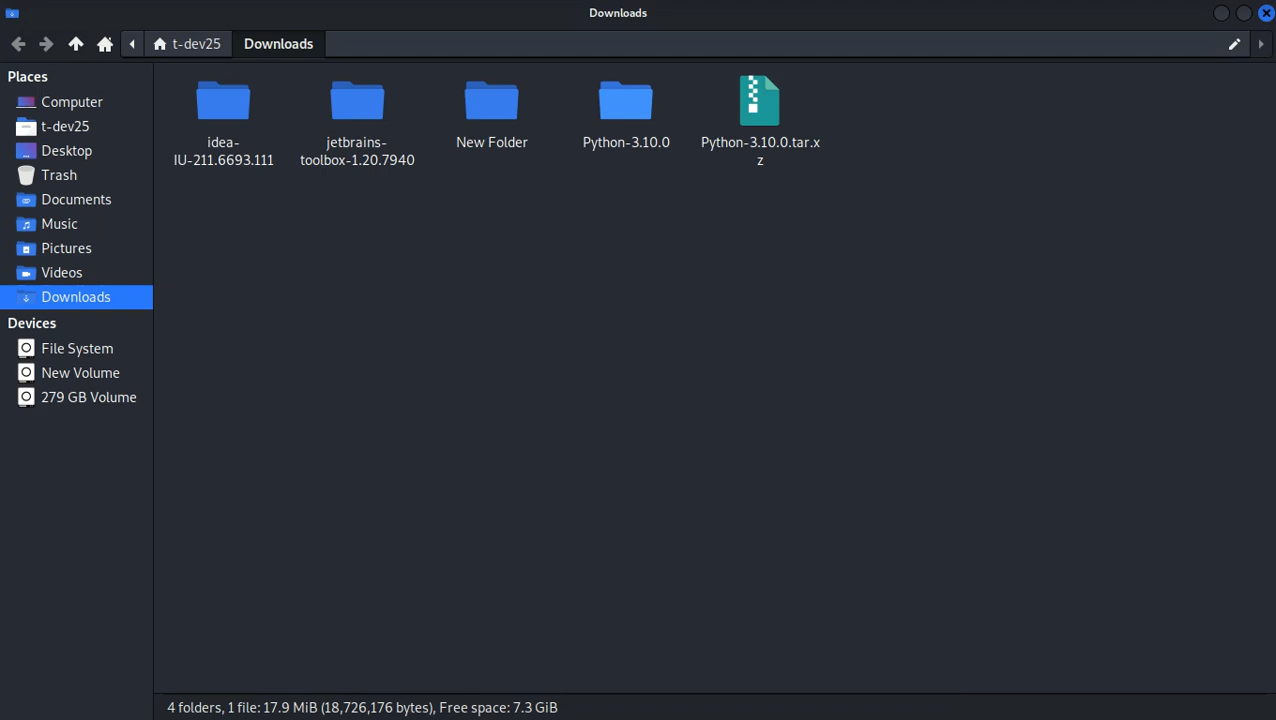 Downloads
t-dev25 Downloads
Places
Computer
t-dev25
Desktop
Trash
Documents
Music
Pictures
Videos
Downloads
Devices
File System
New Volume
279 GB Volume
idea-
IU-211.6693.111
jetbrains-
toolbox-1.20.7940
New Folder
Python-3.10.0
Python-3.10.0.tar.x
z
4 folders, 1 file: 17.9 MiB (18,726,176 bytes), Free space: 7.3 GiB